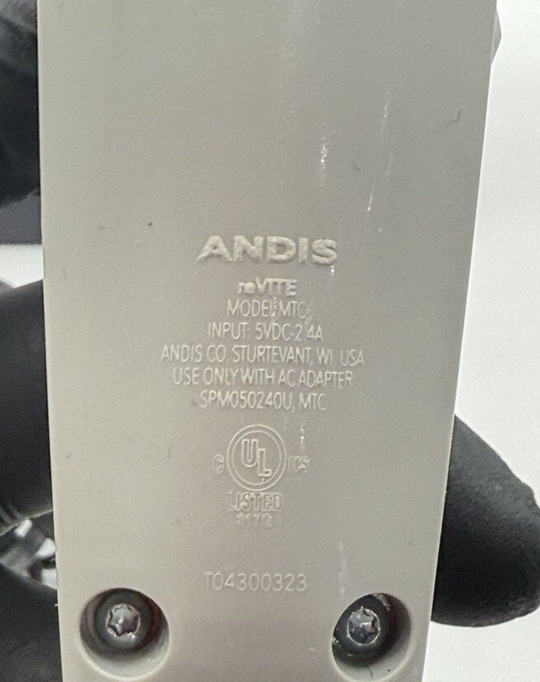 ANDIS
reVITE
MODEL MTC
INPUT: 5VDC-2.4A
ANDIS CO. STURTEVANT, WI USA
USE ONLY WITH AC ADAPTER
SPM050240U, MTC
C UL US
LISTED
T04300323